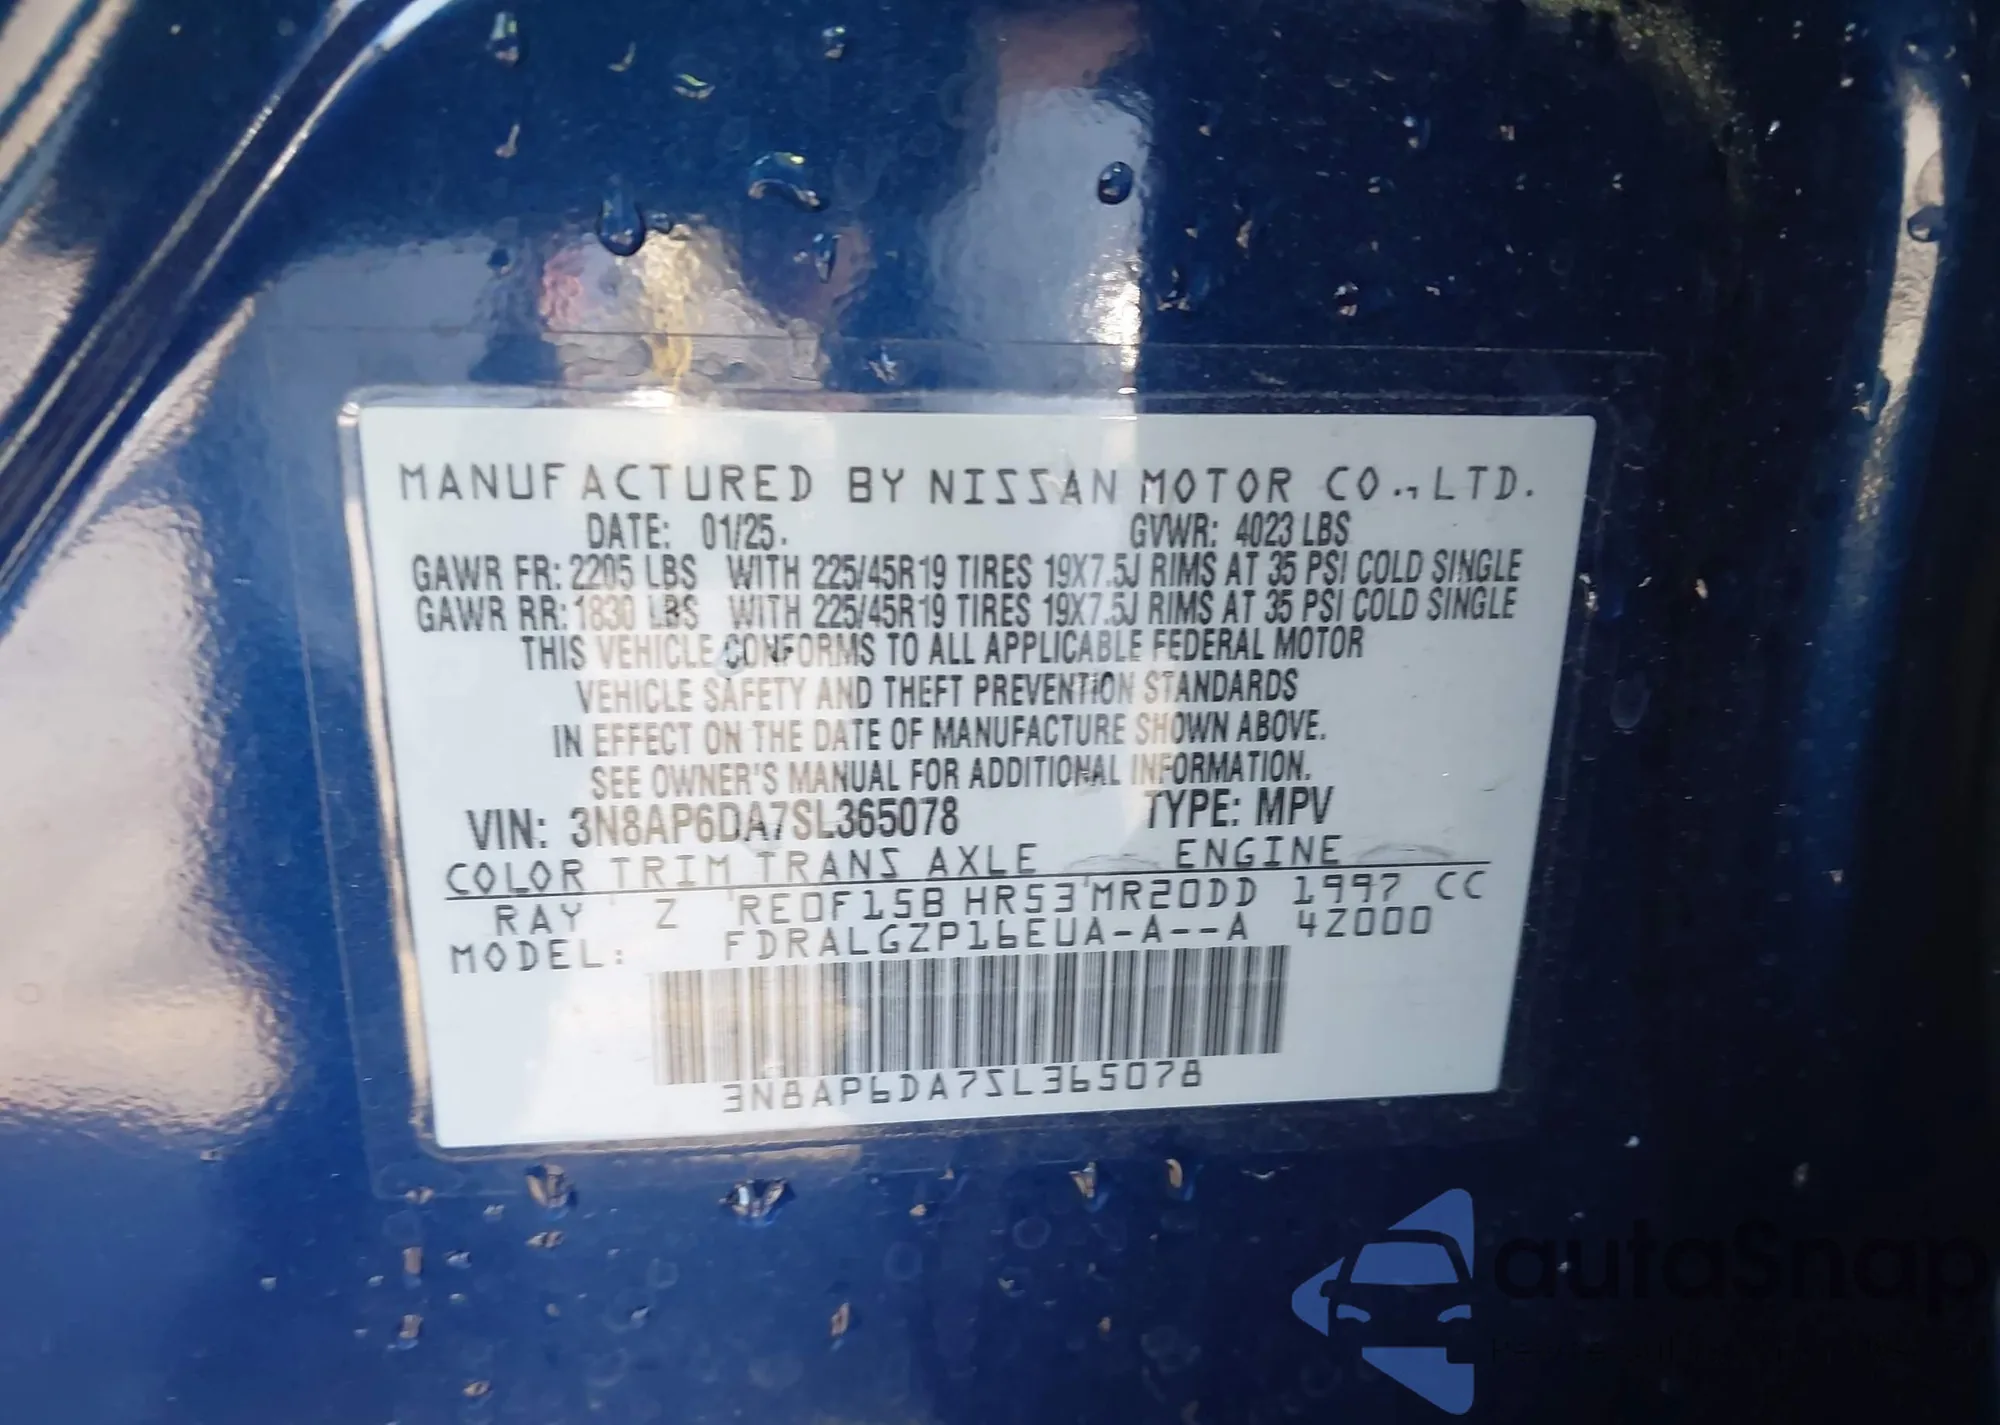 MANUFACTURED BY NISSAN MOTOR CO., LTD.
DATE: 01/25. GVWR: 4023 LBS
GAWR FR: 2205 LBS WITH 225/45R19 TIRES 19X7.5J RIMS AT 35 PSI COLD SINGLE
GAWR RR: 1830 LBS WITH 225/45R19 TIRES 19X7.5J RIMS AT 35 PSI COLD SINGLE
THIS VEHICLE CONFORMS TO ALL APPLICABLE FEDERAL MOTOR
VEHICLE SAFETY AND THEFT PREVENTION STANDARDS
IN EFFECT ON THE DATE OF MANUFACTURE SHOWN ABOVE.
SEE OWNER'S MANUAL FOR ADDITIONAL INFORMATION.
VIN: 3N8AP6DA7SL365078 TYPE: MPV
COLOR TRIM TRANS AXLE ENGINE
RAY Z RE0F15B HR53 MR20DD 1997 CC
MODEL: FDRALGZP16EUA-A--A 4Z000
3N8AP6DA7SL365078
autoSnap